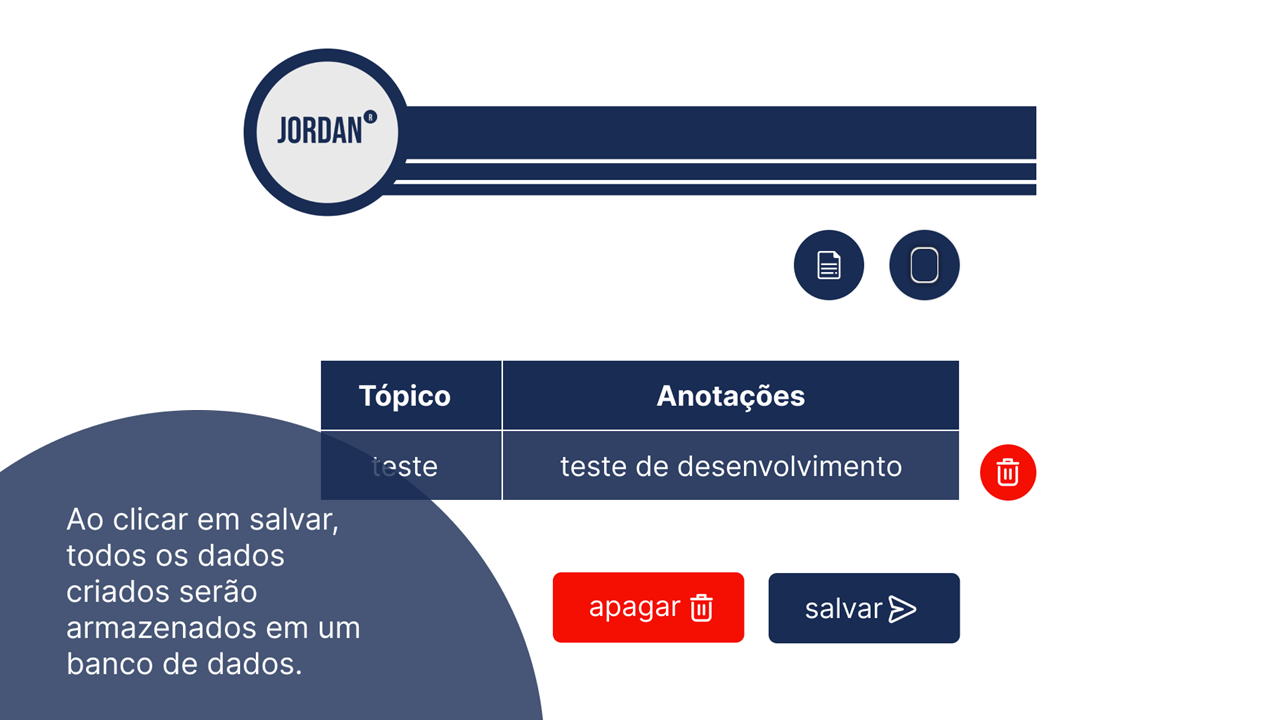 JORDAN®
Tópico Anotações
teste teste de desenvolvimento
Ao clicar em salvar,
todos os dados
criados serão
armazenados em um
banco de dados.
apagar salvar